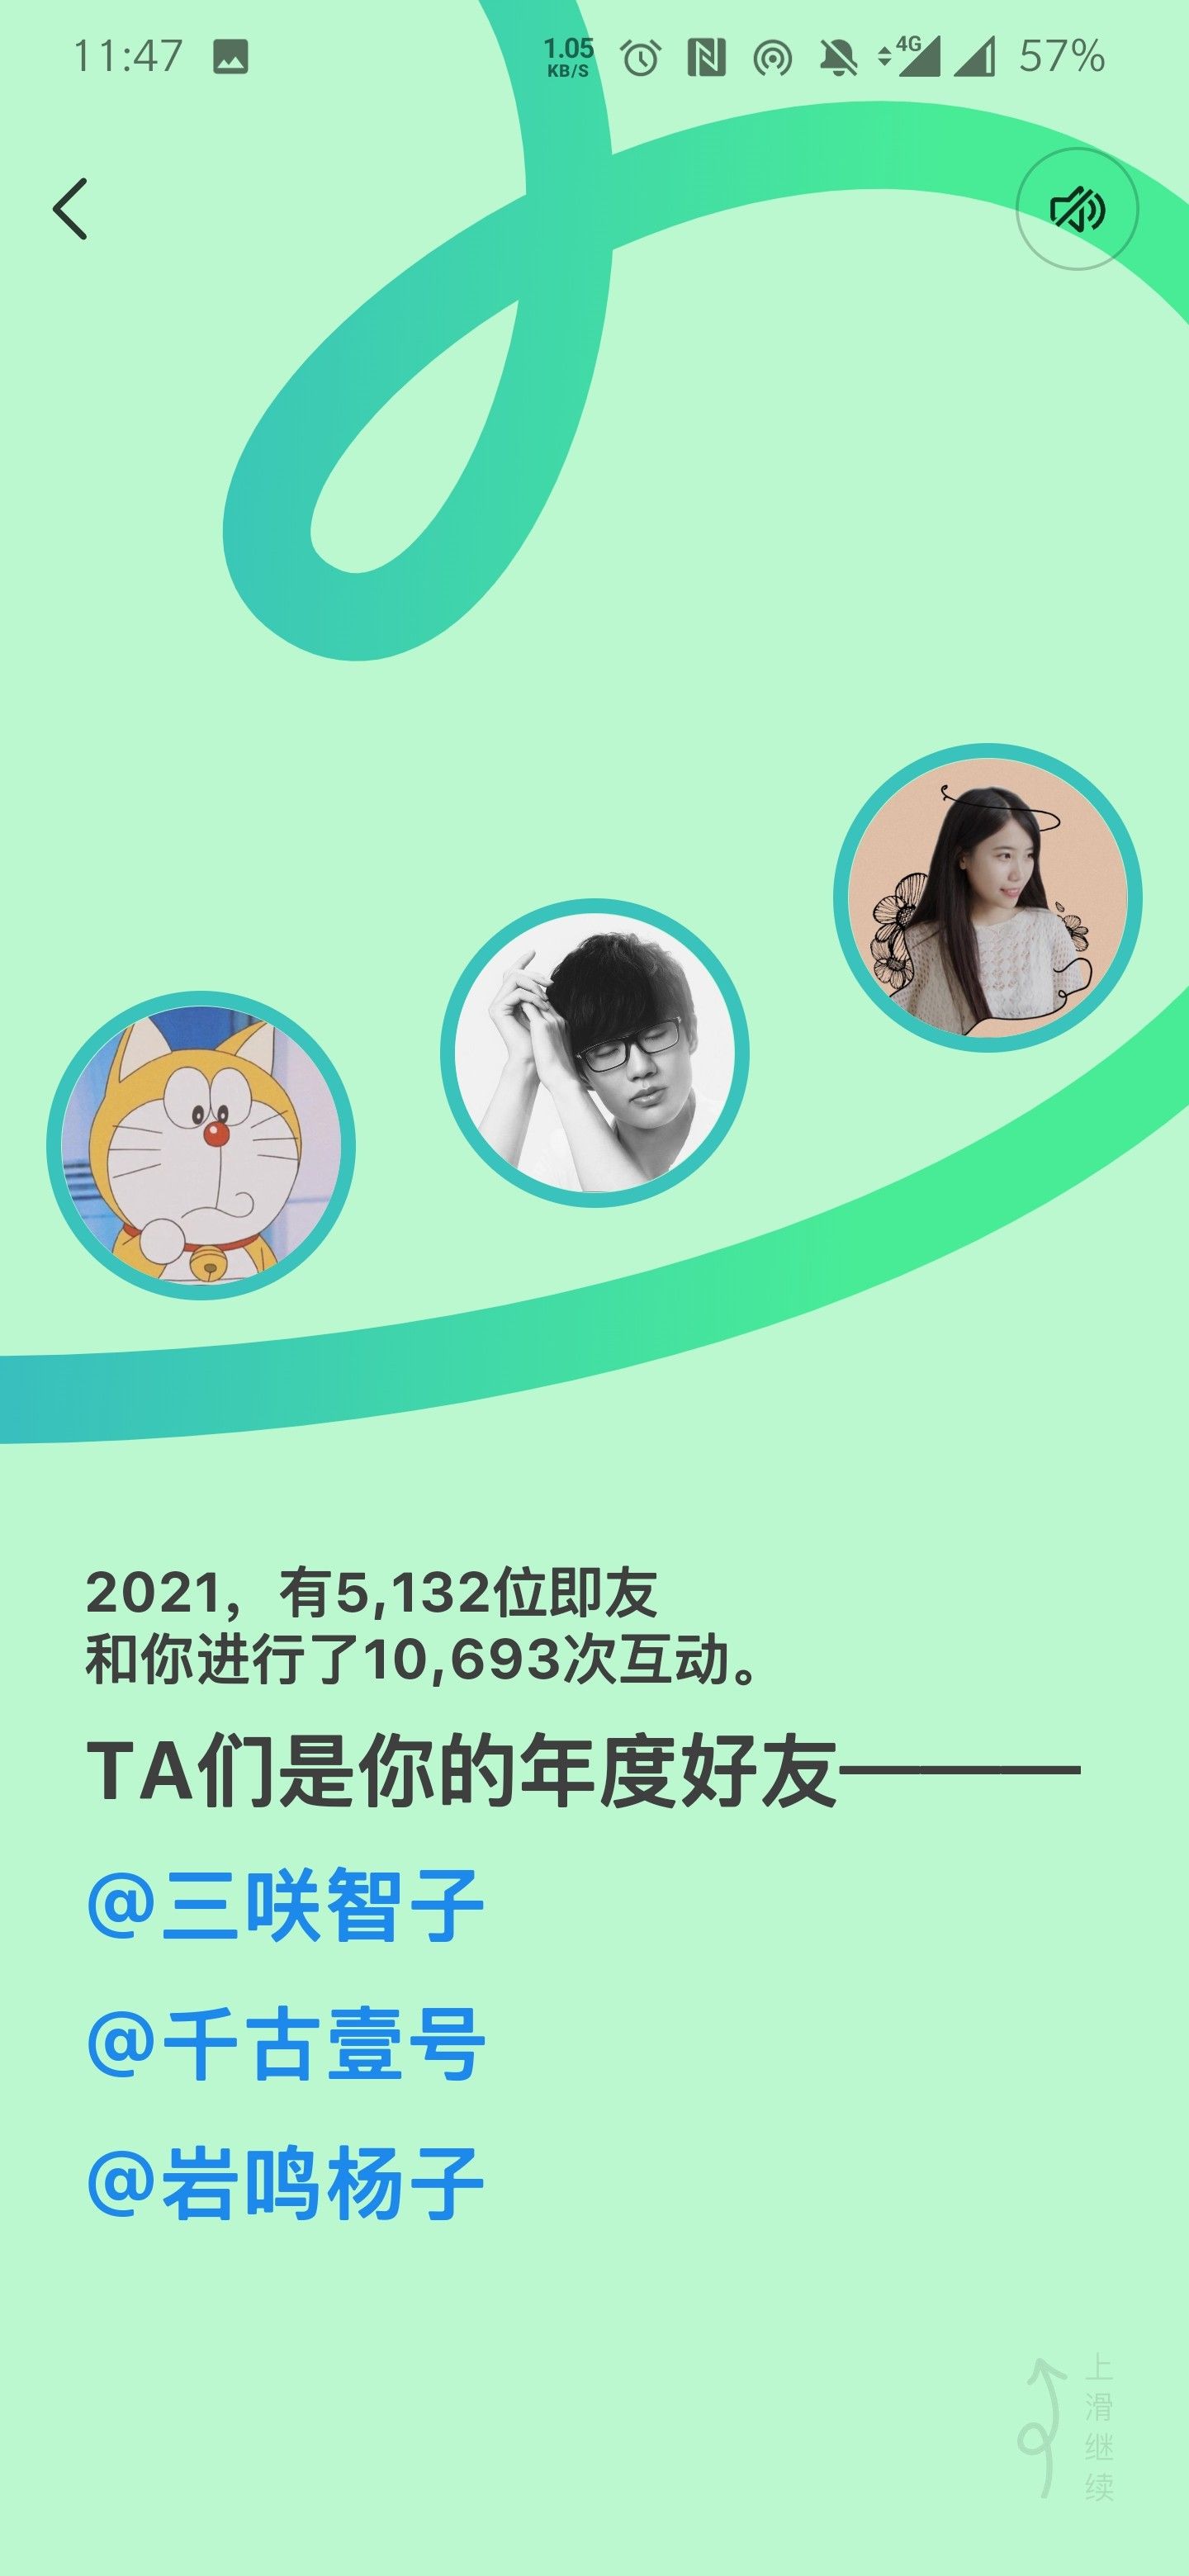 11:47
1.05
KB/S
4G
57%
2021，有5,132位即友
和你进行了10,693次互动。
TA们是你的年度好友———
@三咲智子
@千古壹号
@岩鸣杨子
上滑继续